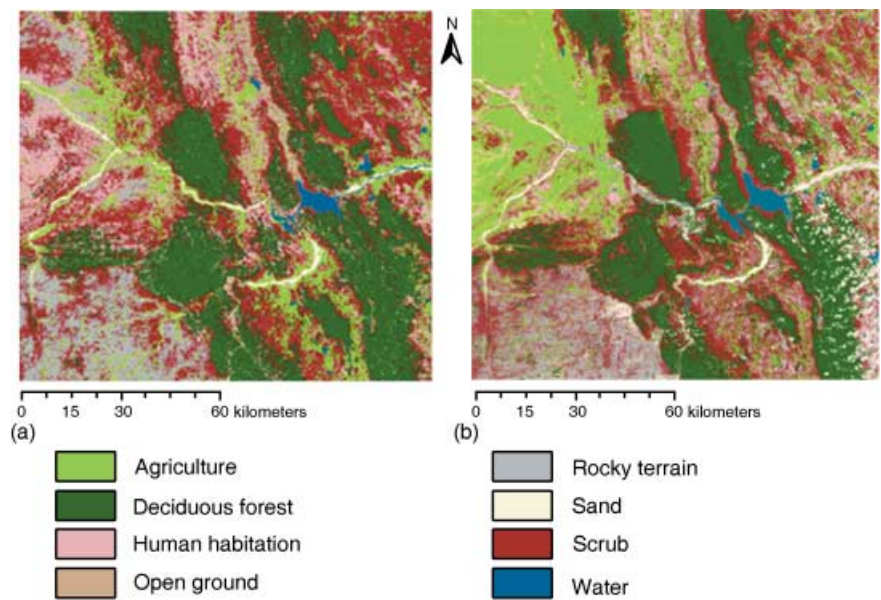 N
0 15 30 60 kilometers
0 15 30 60 kilometers
(a)
(b)
Agriculture
Deciduous forest
Human habitation
Open ground
Rocky terrain
Sand
Scrub
Water